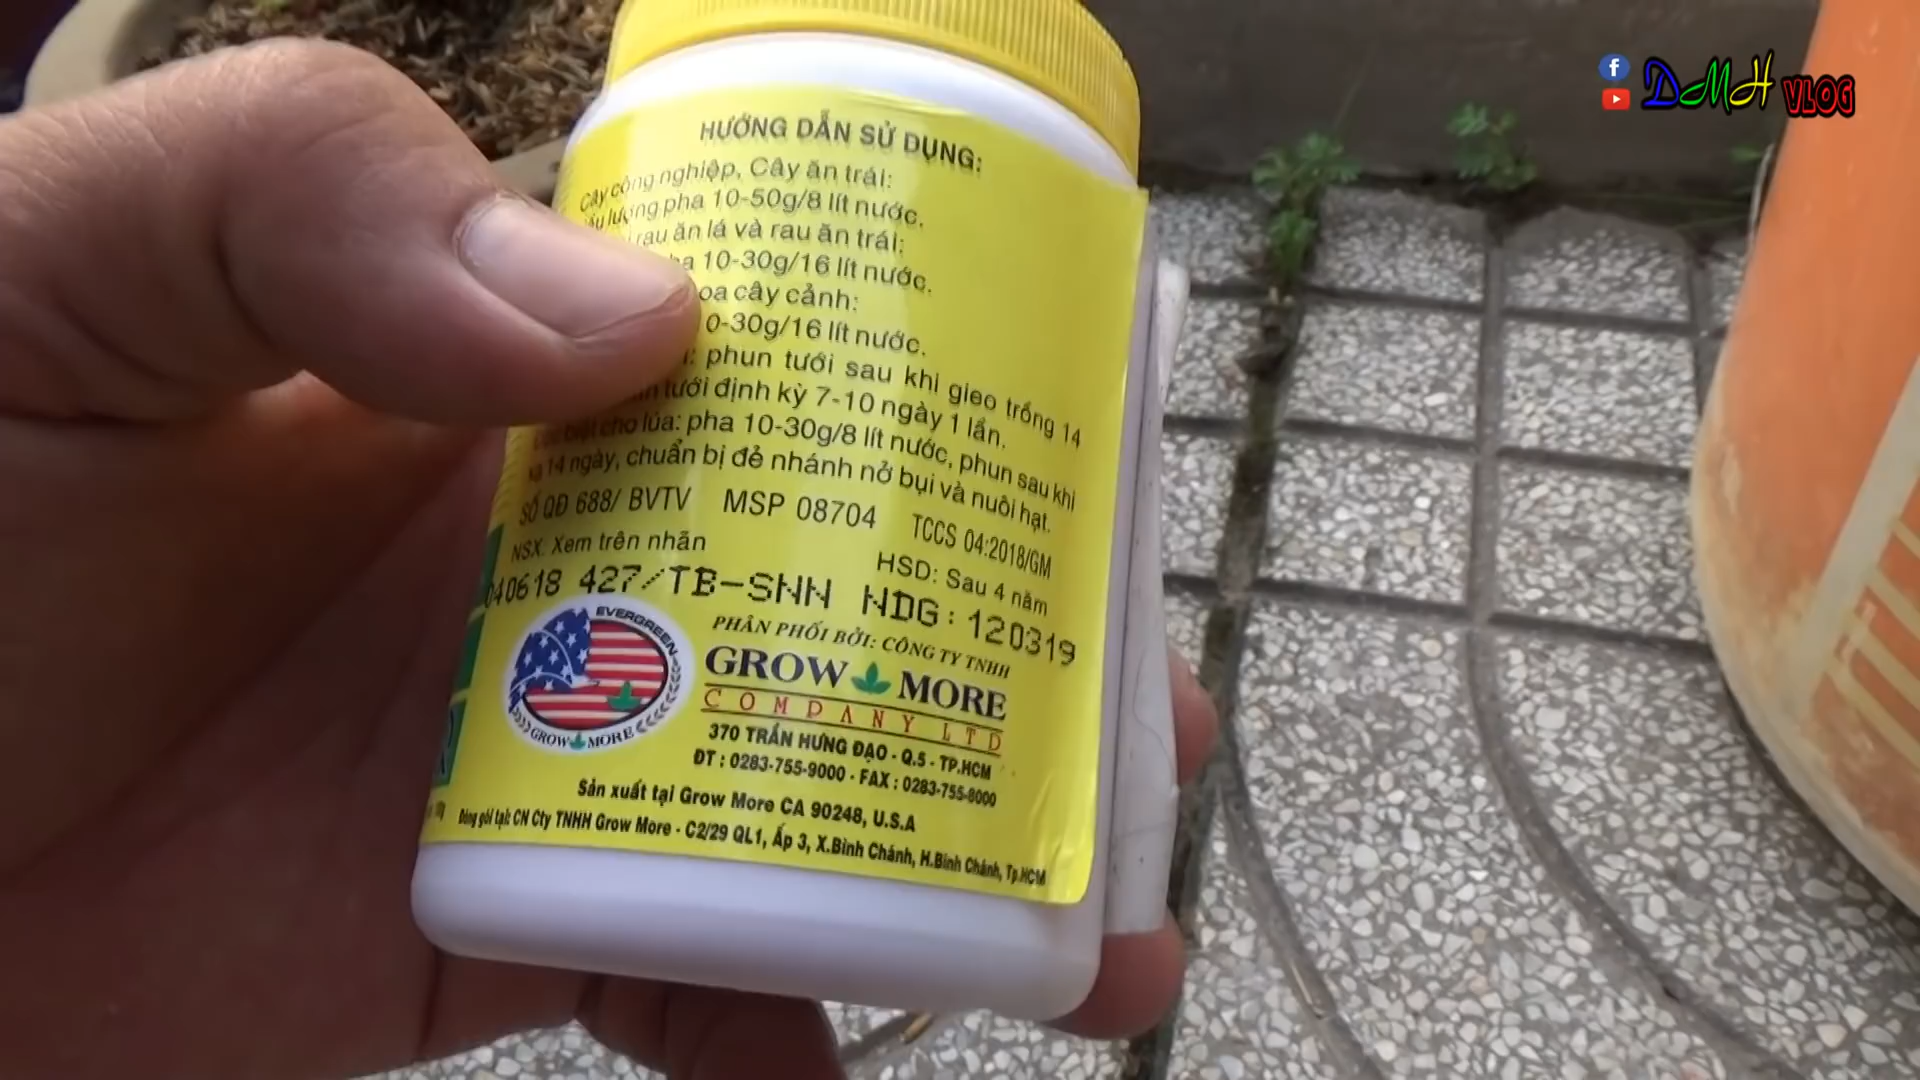 DMH VLOG
HƯỚNG DẪN SỬ DỤNG:
Cây công nghiệp, Cây ăn trái:
lượng pha 10-50g/8 lít nước.
rau ăn lá và rau ăn trái:
10-30g/16 lít nước.
cây cảnh:
0-30g/16 lít nước.
phun tưới sau khi gieo trồng 14
tưới định kỳ 7-10 ngày 1 lần.
cho lúa: pha 10-30g/8 lít nước, phun sau khi
14 ngày, chuẩn bị đẻ nhánh nở bụi và nuôi hạt.
SỐ QĐ 688/ BVTV MSP 08704 TCCS 04:2018/GM
NSX. Xem trên nhãn HSD: Sau 4 năm
040618 427/TB-SNN NDG: 120319
EVERGREEN
GROW MORE
PHÂN PHỐI BỞI: CÔNG TY TNHH
GROW MORE
COMPANY LTD
370 TRẦN HƯNG ĐẠO - Q.5 - TP.HCM
ĐT : 0283-755-9000 - FAX : 0283-755-8000
Sản xuất tại Grow More CA 90248, U.S.A
Đóng gói tại: CN Cty TNHH Grow More - C2/29 QL1, Ấp 3, X.Bình Chánh, H.Bình Chánh, Tp.HCM